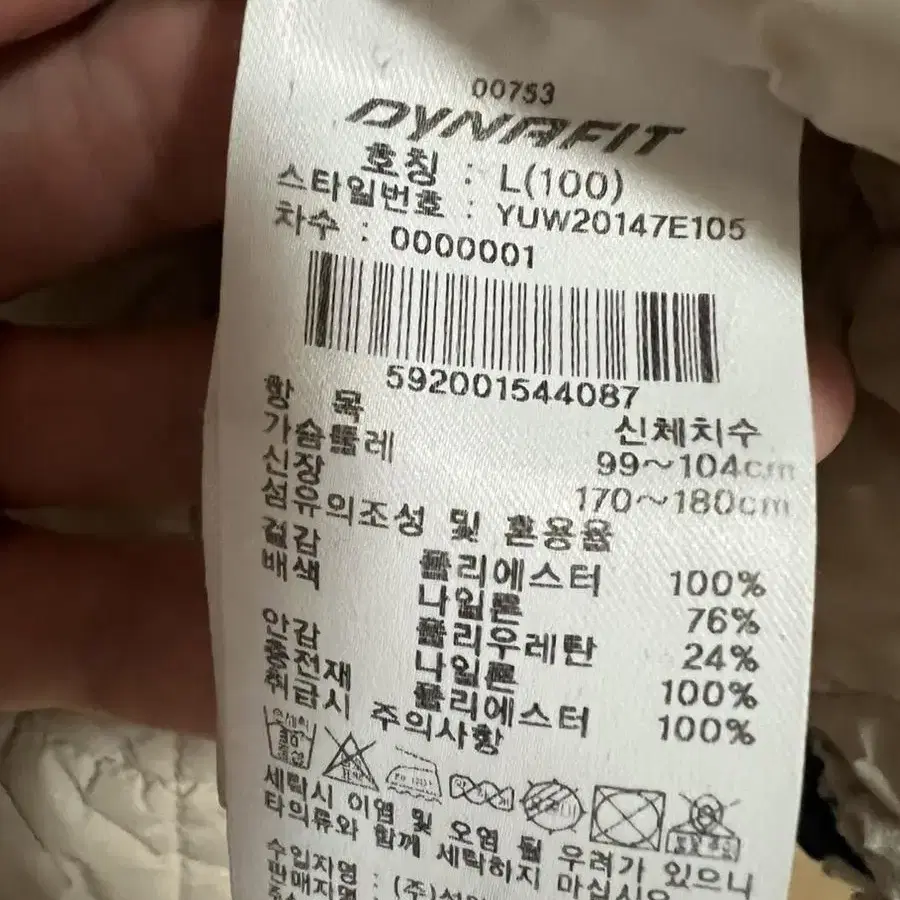 00753
DYNAFIT
호칭 : L(100)
스타일번호 : YUW20147E105
차수 : 0000001
592001544087
항 목 신체치수
가슴둘레 99~104cm
신장 170~180cm
섬유의조성 및 혼용율
겉감 폴리에스터 100%
배색 나일론 76%
폴리우레탄 24%
안감 나일론 100%
충전재 폴리에스터 100%
취급시 주의사항
세탁시 이염 및 오염 될 우려가 있으니
타의류와 함께 세탁하지 마십시오
수입자명 : (주)
판매자명